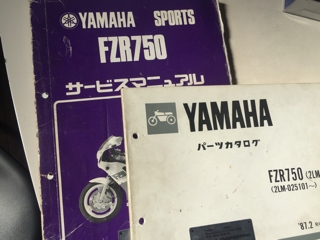 YAMAHA SPORTS
FZR750
サービスマニュアル
YAMAHA
パーツカタログ
FZR750 (2LM
(2LM-025101~)
'87.2